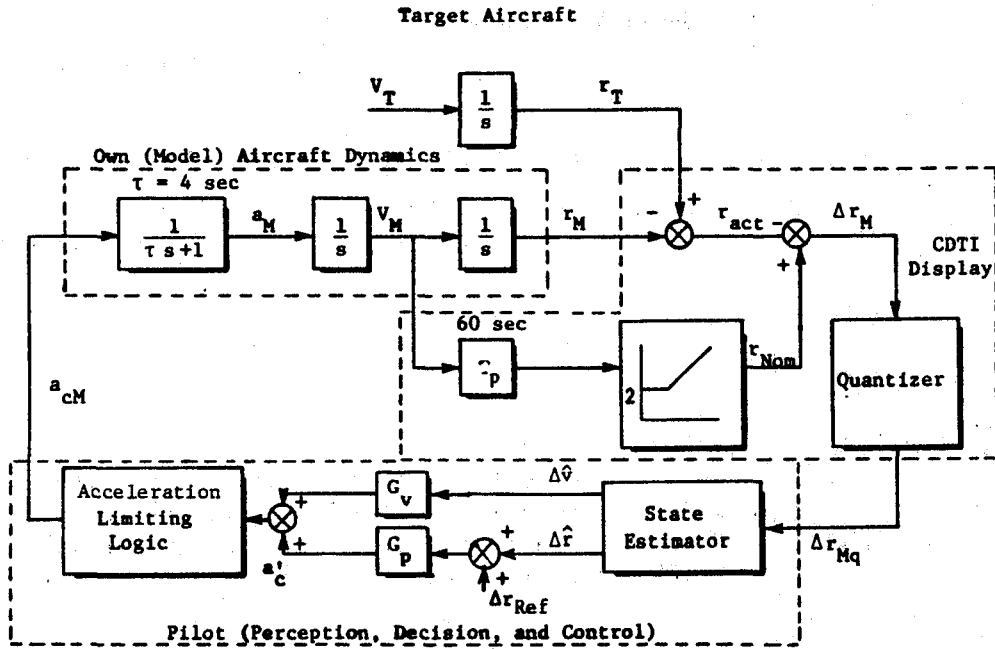 Target Aircraft
V_T
1/s
r_T
Own (Model) Aircraft Dynamics
τ = 4 sec
1/(τ s+1)
a_M
1/s
V_M
1/s
r_M
-
+
r_act
-
+
Δr_M
CDTI
Display
60 sec
p
2
r_Nom
Quantizer
a_cM
Acceleration
Limiting
Logic
+
+
a'_c
G_v
G_p
Δv̂
Δr̂
+
+
Δr_Ref
State
Estimator
Δr_Mq
Pilot (Perception, Decision, and Control)